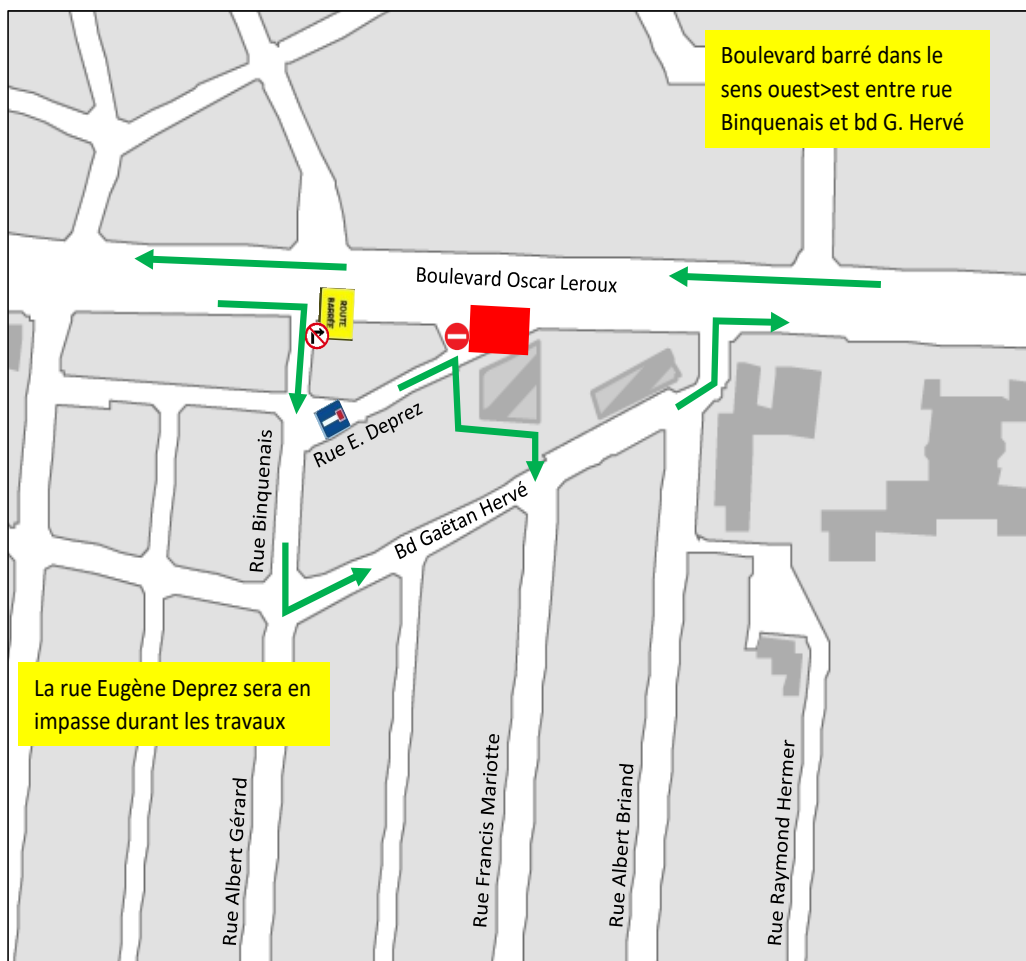 Boulevard barré dans le
sens ouest>est entre rue
Binquenais et bd G. Hervé
Boulevard Oscar Leroux
ROUTE
BARRÉE
Rue E. Deprez
Rue Binquenais
Bd Gaëtan Hervé
La rue Eugène Deprez sera en
impasse durant les travaux
Rue Albert Gérard
Rue Francis Mariotte
Rue Albert Briand
Rue Raymond Hermer